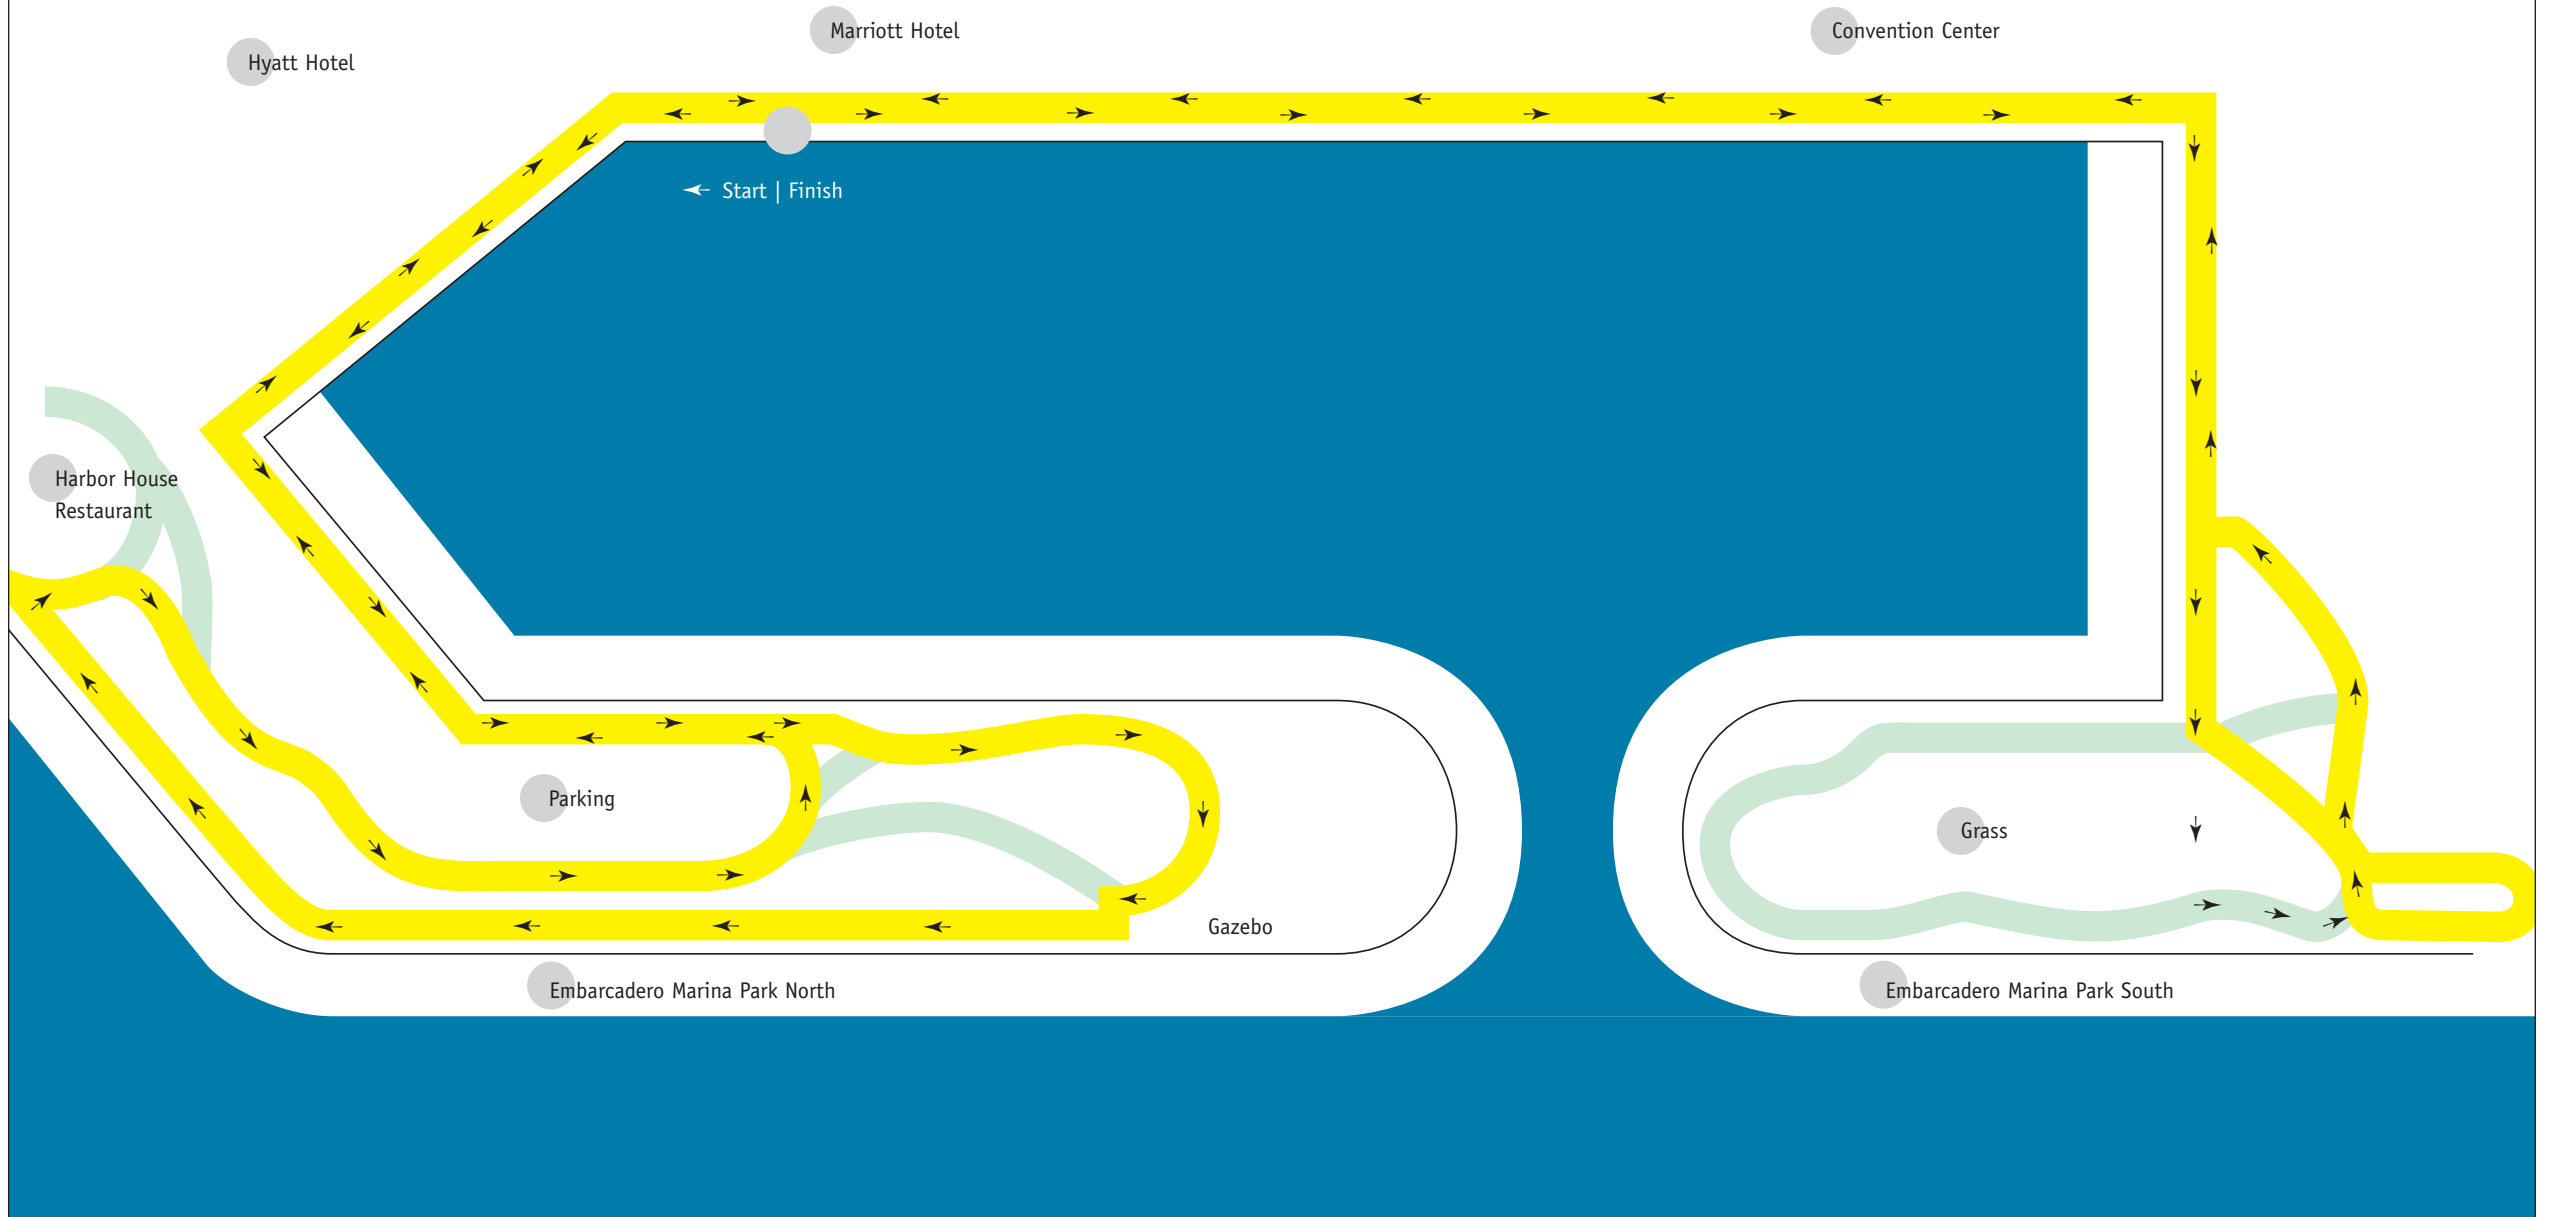 Marriott Hotel
Convention Center
Hyatt Hotel
Start | Finish
Harbor House
Restaurant
Parking
Grass
Gazebo
Embarcadero Marina Park North
Embarcadero Marina Park South